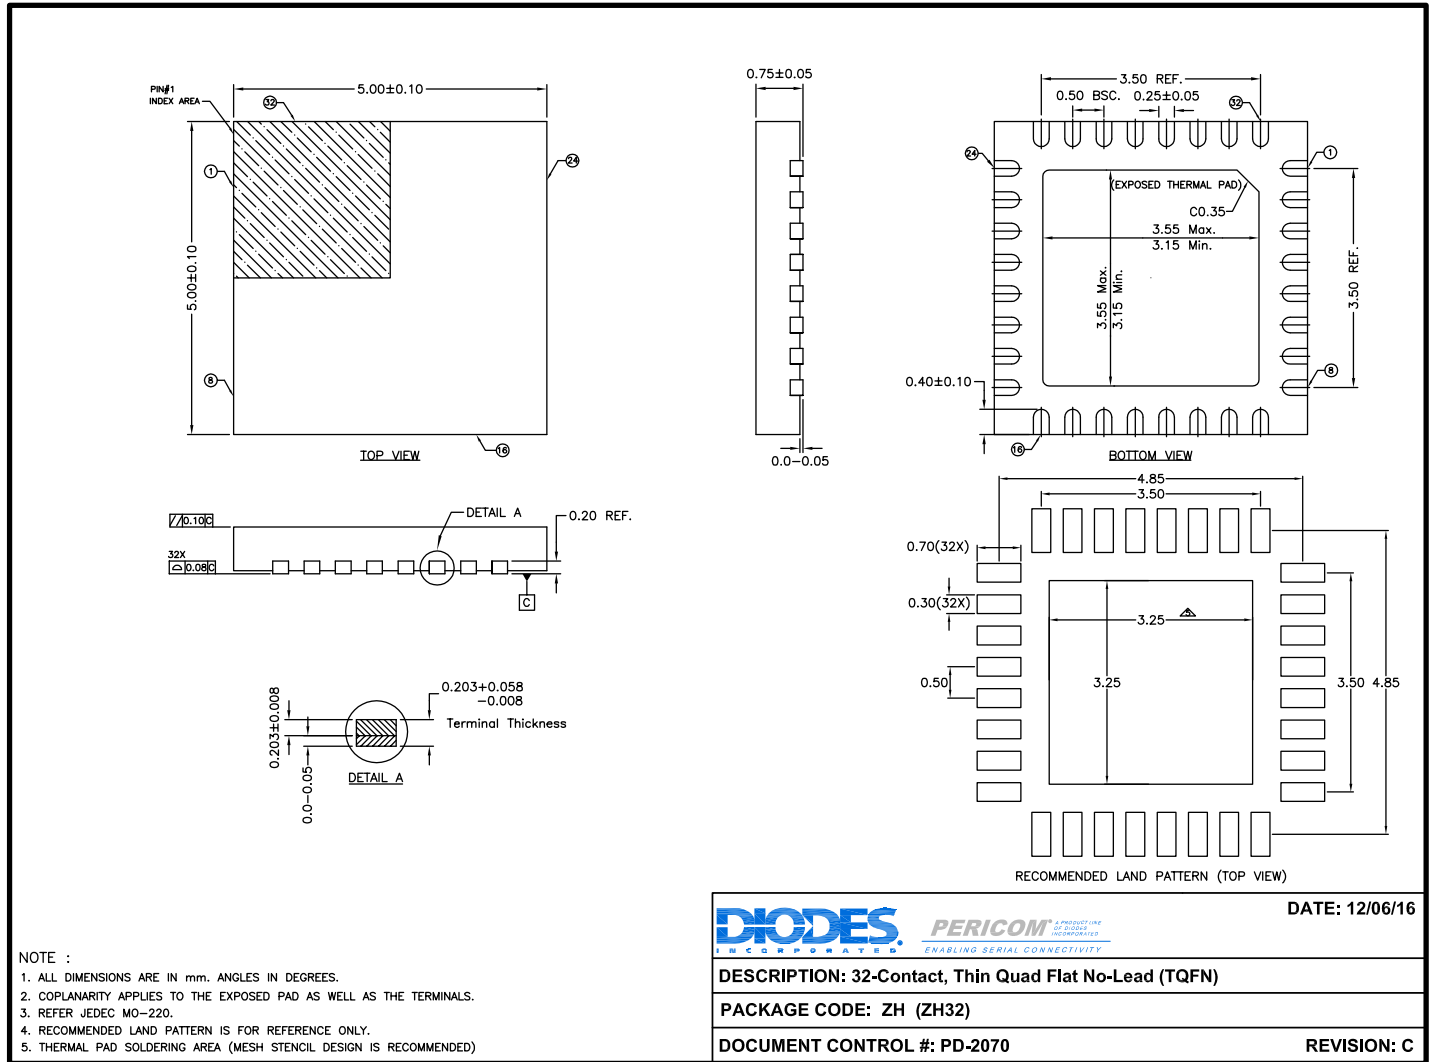 PIN#1
INDEX AREA
5.00±0.10
32
1
24
5.00±0.10
8
16
TOP VIEW
0.75±0.05
0.0-0.05
3.50 REF.
0.50 BSC.
0.25±0.05
32
24
1
(EXPOSED THERMAL PAD)
C0.35
3.55 Max.
3.15 Min.
3.55 Max.
3.15 Min.
3.50 REF.
0.40±0.10
8
16
BOTTOM VIEW
//0.10C
32X
0.08C
DETAIL A
0.20 REF.
C
0.203±0.008
0.0-0.05
0.203+0.058
-0.008
Terminal Thickness
DETAIL A
4.85
3.50
0.70(32X)
0.30(32X)
3.25
5
0.50
3.25
3.50
4.85
RECOMMENDED LAND PATTERN (TOP VIEW)
NOTE :
1. ALL DIMENSIONS ARE IN mm. ANGLES IN DEGREES.
2. COPLANARITY APPLIES TO THE EXPOSED PAD AS WELL AS THE TERMINALS.
3. REFER JEDEC MO-220.
4. RECOMMENDED LAND PATTERN IS FOR REFERENCE ONLY.
5. THERMAL PAD SOLDERING AREA (MESH STENCIL DESIGN IS RECOMMENDED)
DIODES.
INCORPORATED
PERICOM®
A PRODUCT LINE
OF DIODES
INCORPORATED
ENABLING SERIAL CONNECTIVITY
DATE: 12/06/16
DESCRIPTION: 32-Contact, Thin Quad Flat No-Lead (TQFN)
PACKAGE CODE: ZH (ZH32)
DOCUMENT CONTROL #: PD-2070
REVISION: C